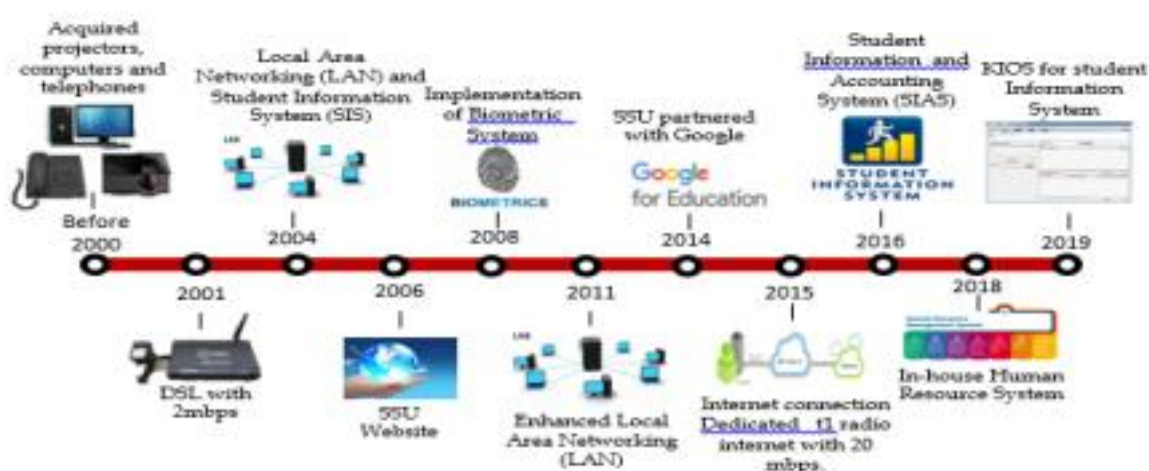 Acquired
projectors,
computers and
telephones
Before
2000
Local Area
Networking (LAN) and
Student Information
System (SIS)
LAN
2004
Implementation
of Biometric
System
BIOMETRICS
2008
SSU partnered
with Google
Google
for Education
2014
Student
Information and
Accounting
System (SIAS)
STUDENT
INFORMATION
SYSTEM
2016
KIOS for student
Information
System
2019
2001
DSL with
2mbps
2006
SSU
Website
2011
LAN
Enhanced Local
Area Networking
(LAN)
2015
Internet connection
Dedicated t1 radio
internet with 20
mbps.
2018
In-house Human
Resource System